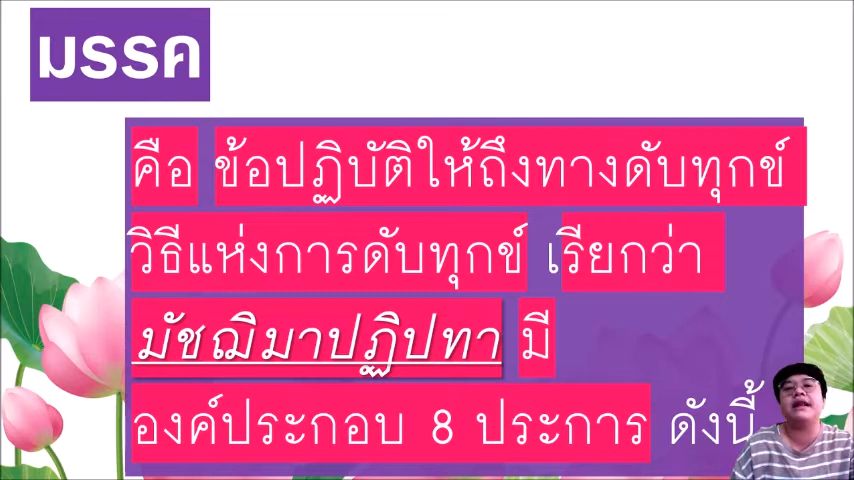 มรรค
คือ ข้อปฏิบัติให้ถึงทางดับทุกข์
วิธีแห่งการดับทุกข์ เรียกว่า
มัชฌิมาปฏิปทา มี
องค์ประกอบ 8 ประการ ดังนี้